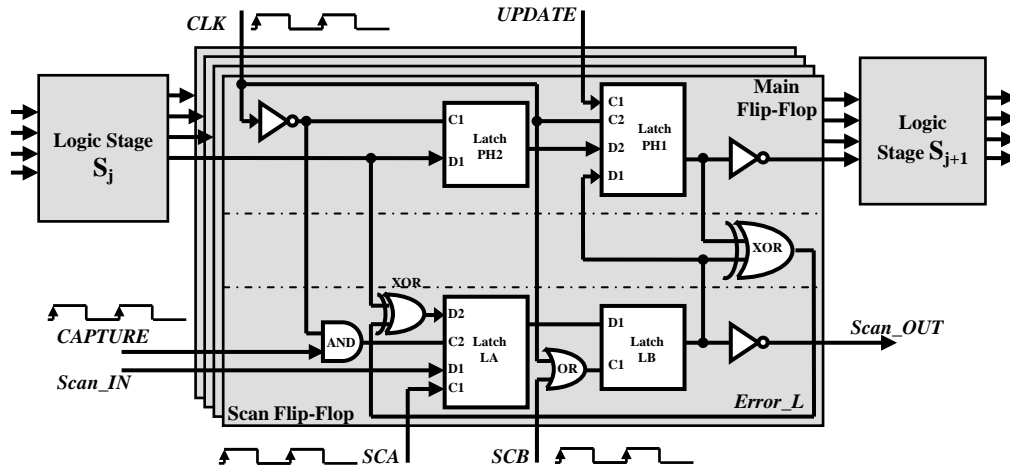 CLK
UPDATE
Logic Stage
Sj
C1
D1
Latch
PH2
C1
C2
D2
D1
Latch
PH1
Main
Flip-Flop
Logic
Stage Sj+1
XOR
XOR
CAPTURE
Scan_IN
AND
D2
C2
D1
C1
Latch
LA
OR
D1
C1
Latch
LB
Scan_OUT
Scan Flip-Flop
Error_L
SCA
SCB